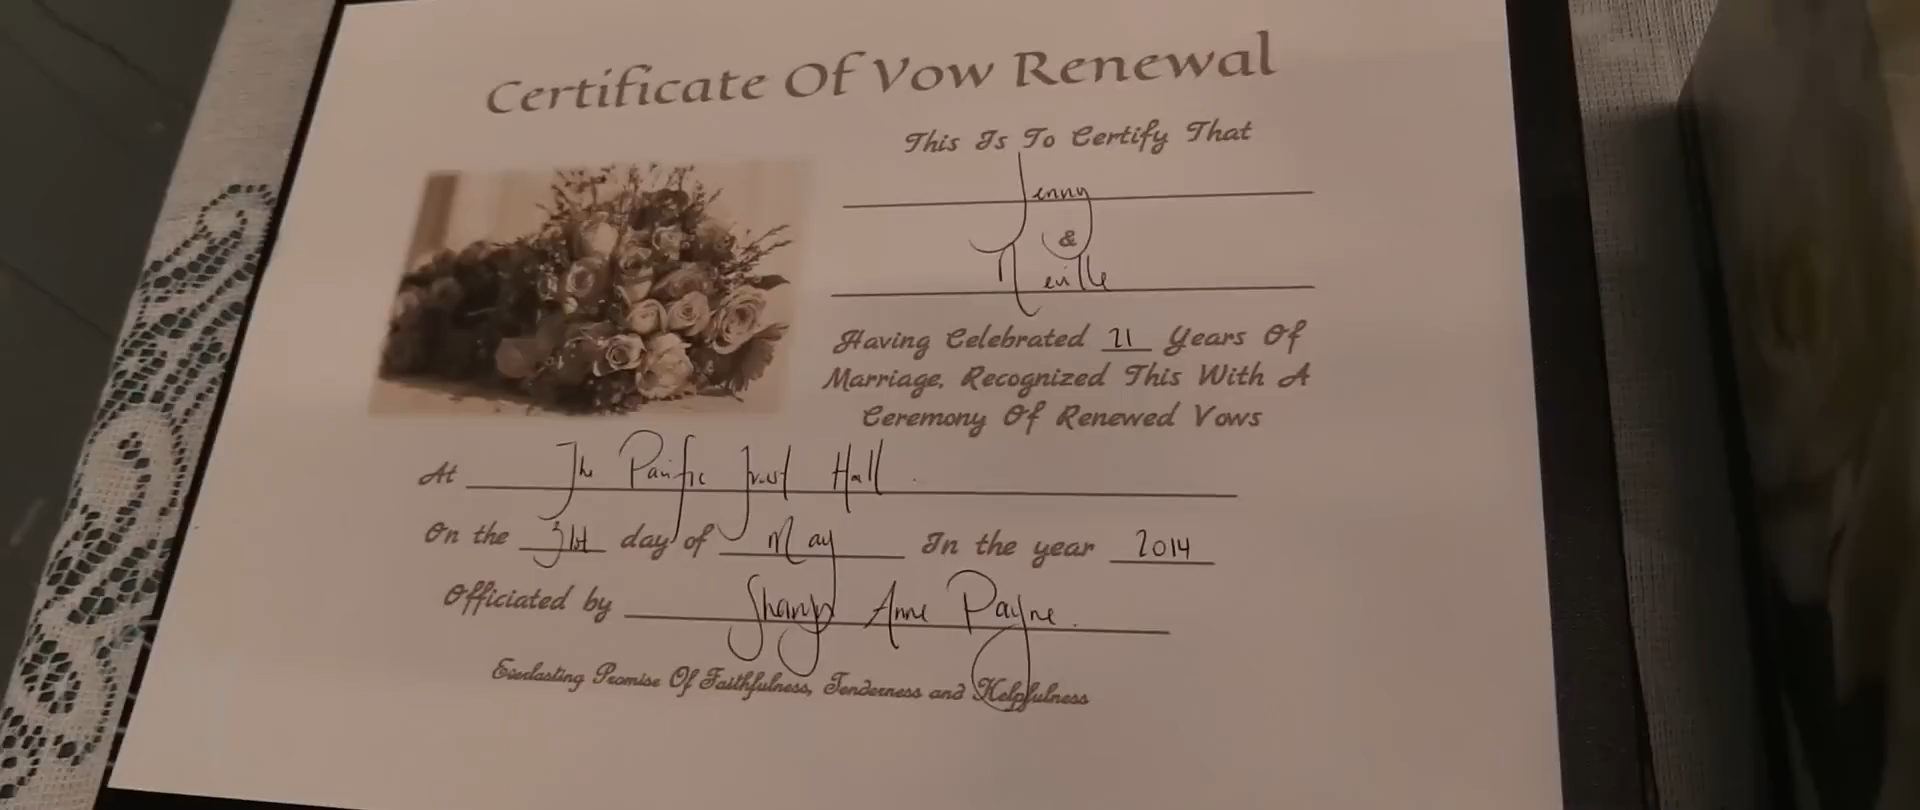 Certificate Of Vow Renewal
This Is To Certify That
Jenny
&
Neville
Having Celebrated 21 Years Of
Marriage, Recognized This With A
Ceremony Of Renewed Vows
At The Pacific Trust Hall.
On the 31st day of May In the year 2014
Officiated by Anne Payne.
Everlasting Promise Of Faithfulness, Tenderness and Helpfulness